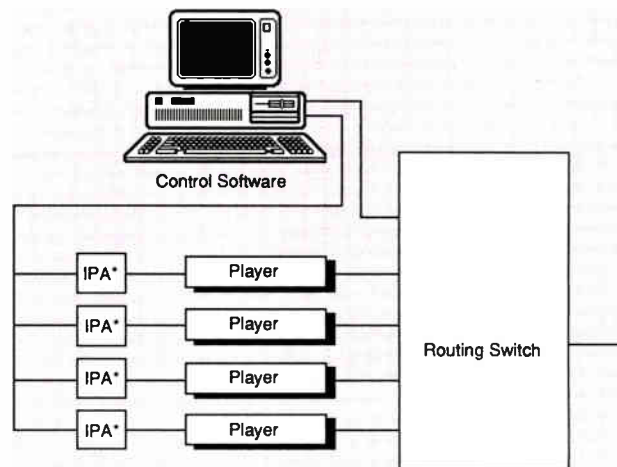 Control Software
IPA* Player
IPA* Player
Routing Switch
IPA* Player
IPA* Player